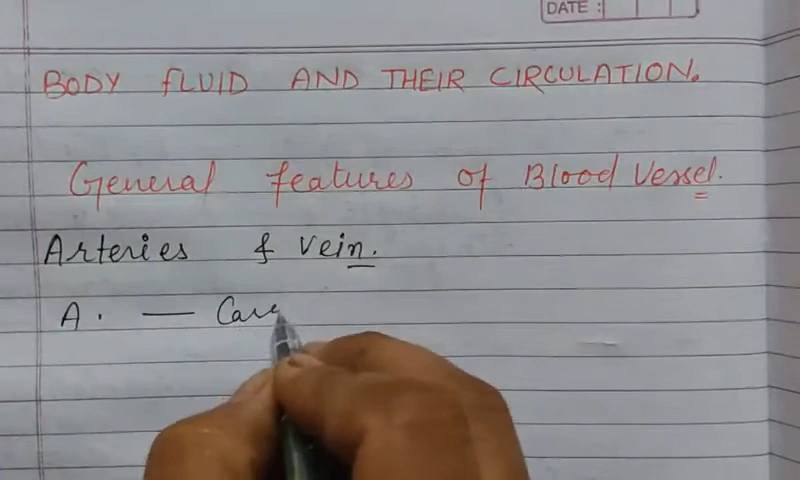 DATE :
BODY fLUID AND THEIR CIRCULATION.
General features of Blood Vessel.
Arteries & vein.
A. —